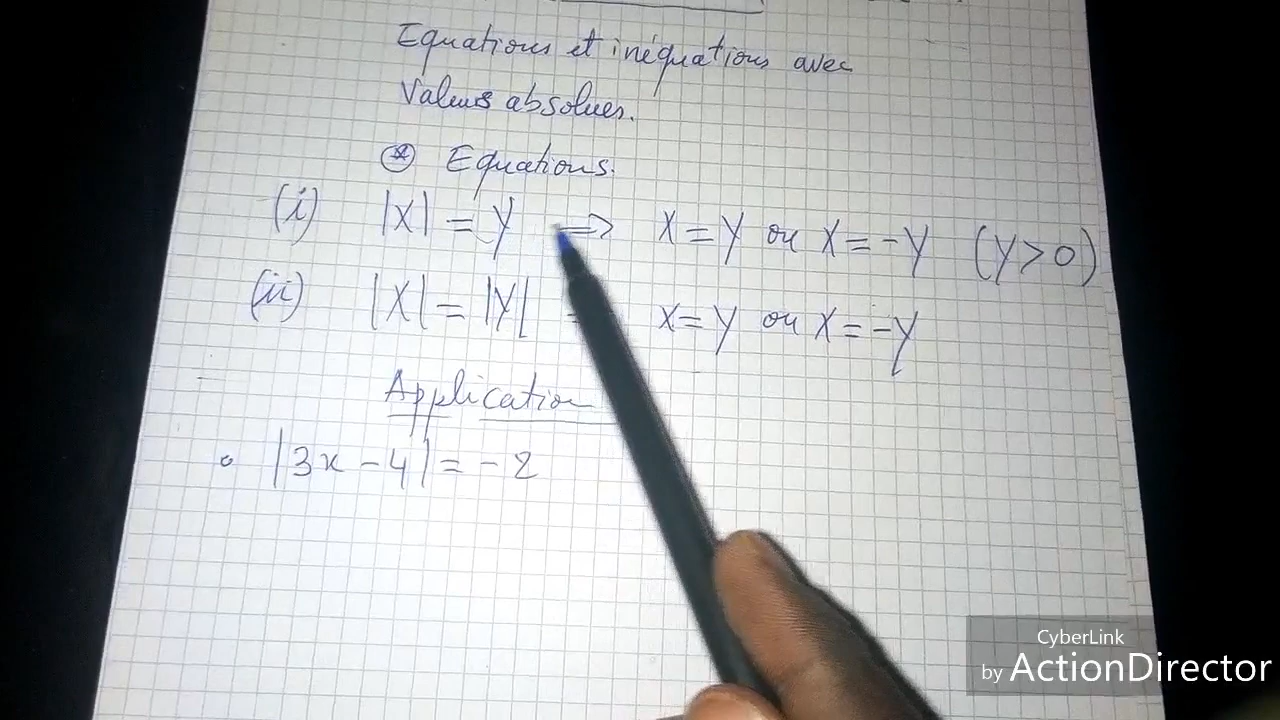 Equations et inéquations avec
Valeurs absolues.
* Equations.
(i) |X| = Y => X = Y ou X = -Y (Y > 0)
(ii) |X| = |Y| X = Y ou X = -Y
Application
|3x - 4| = -2
CyberLink
by ActionDirector